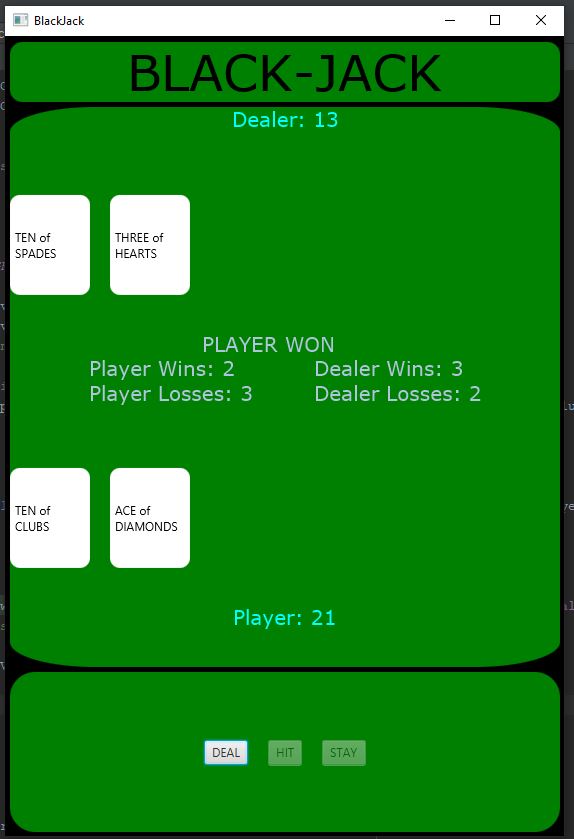 BlackJack
BLACK-JACK
Dealer: 13
TEN of
SPADES
THREE of
HEARTS
PLAYER WON
Player Wins: 2
Dealer Wins: 3
Player Losses: 3
Dealer Losses: 2
TEN of
CLUBS
ACE of
DIAMONDS
Player: 21
DEAL
HIT
STAY